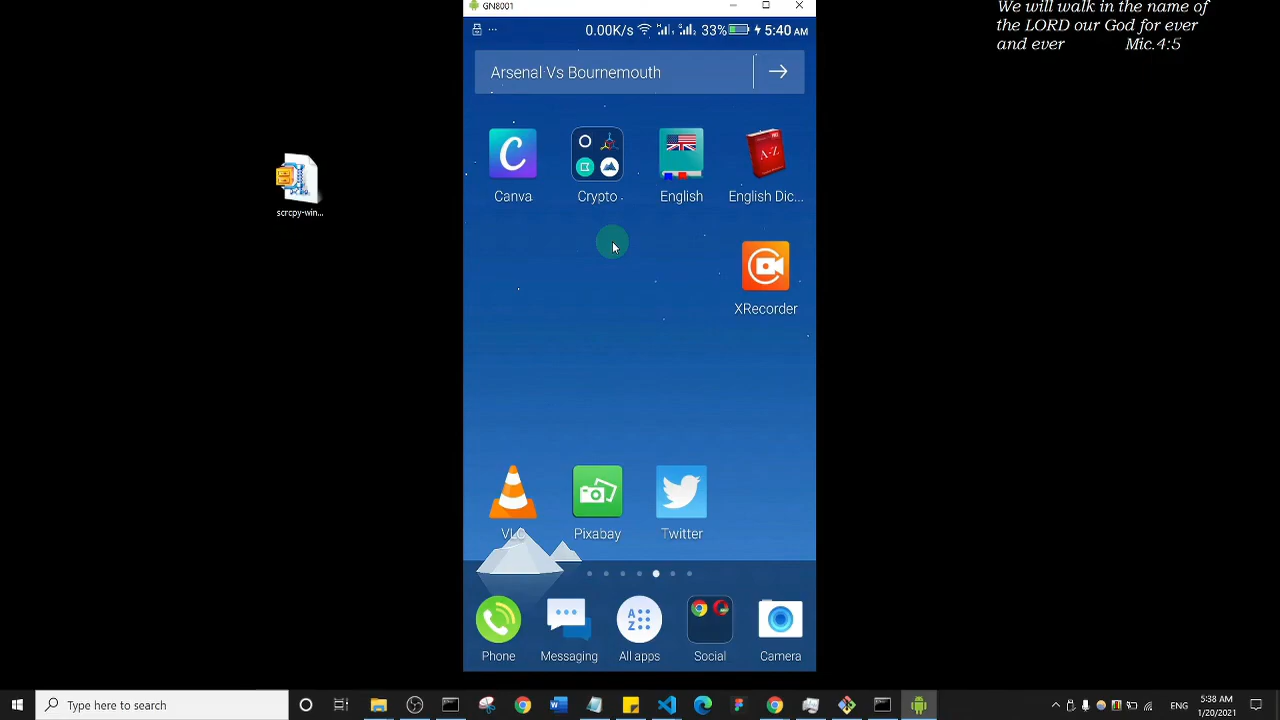 GN8001
We will walk in the name of
the LORD our God for ever
and ever Mic.4:5
0.00K/s 33% 5:40 AM
Arsenal Vs Bournemouth
Canva
Crypto
English
English Dic...
A-Z
scrcpy-win...
XRecorder
VLC
Pixabay
Twitter
Phone
Messaging
All apps
Social
Camera
Type here to search
ENG
5:38 AM
1/20/2021